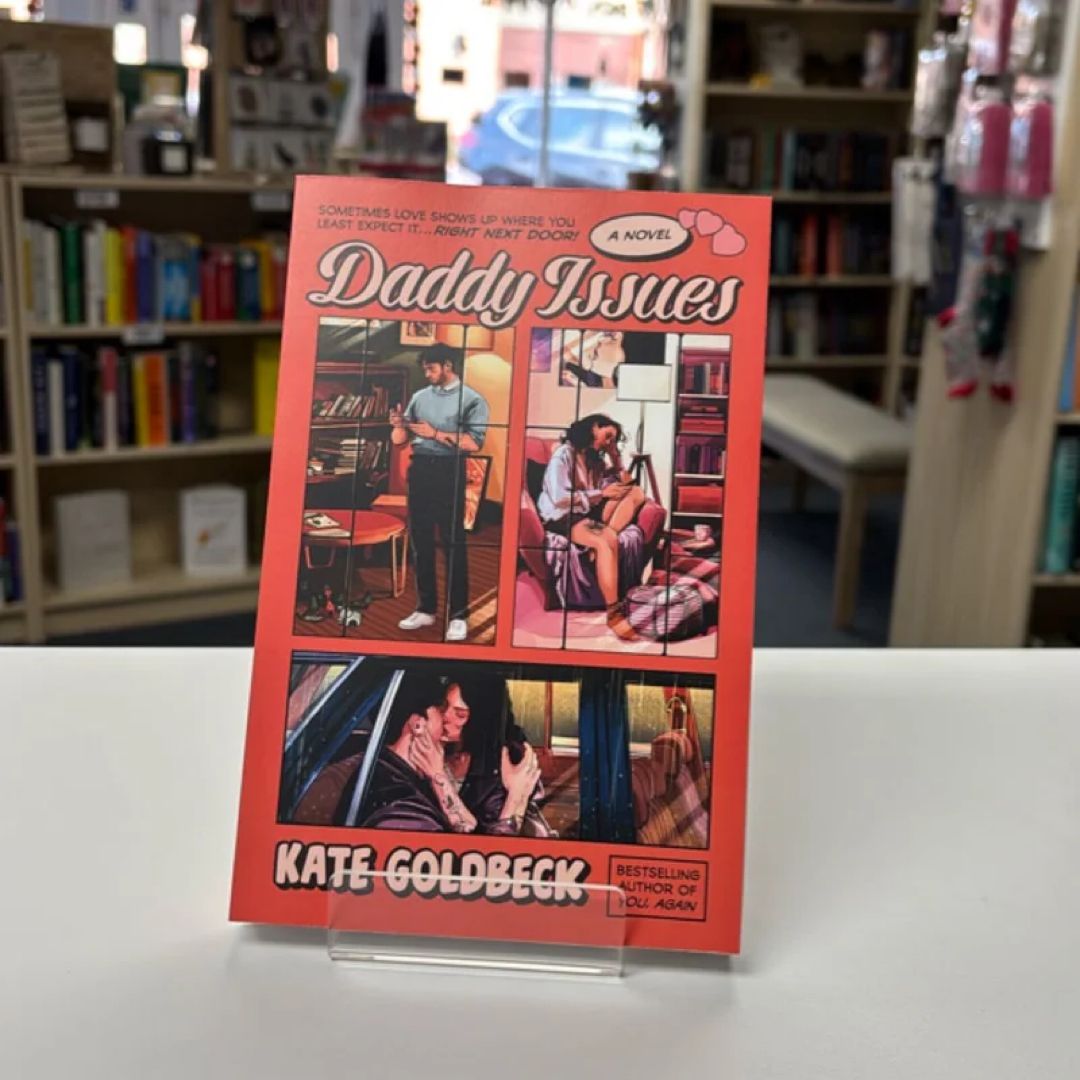 SOMETIMES LOVE SHOWS UP WHERE YOU
LEAST EXPECT IT... RIGHT NEXT DOOR!
A NOVEL
Daddy Issues
KATE GOLDBECK
BESTSELLING
AUTHOR OF
YOU, AGAIN